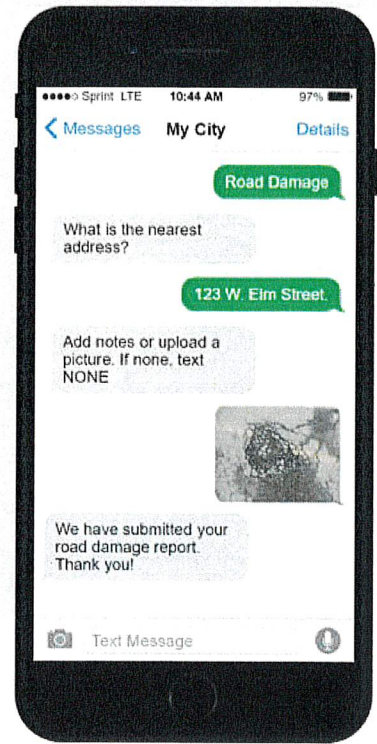 Sprint LTE 10:44 AM 97%
Messages My City Details
Road Damage
What is the nearest
address?
123 W. Elm Street.
Add notes or upload a
picture. If none, text
NONE
We have submitted your
road damage report.
Thank you!
Text Message